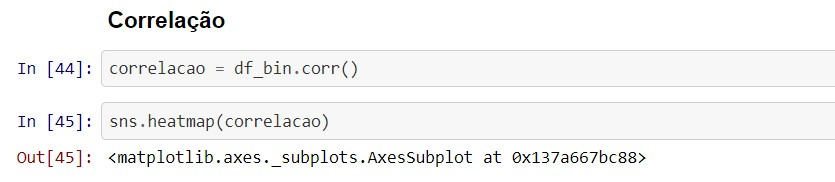 Correlação
In [44]: correlacao = df_bin.corr()
In [45]: sns.heatmap(correlacao)
Out[45]: <matplotlib.axes._subplots.AxesSubplot at 0x137a667bc88>